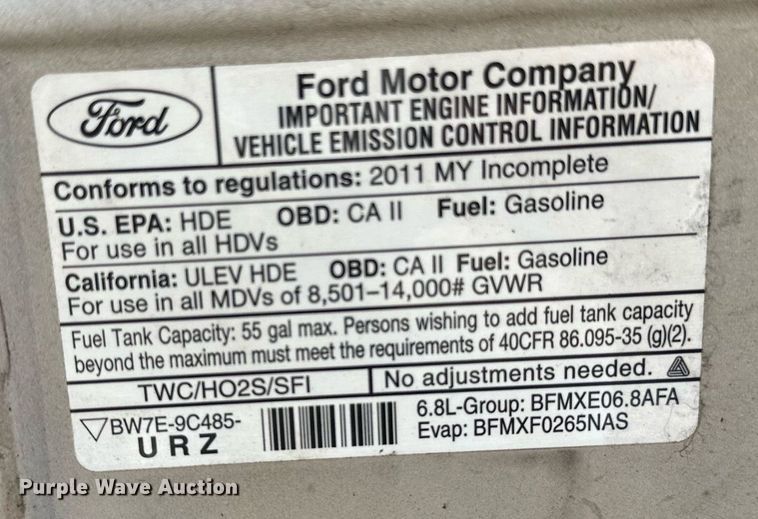 Ford
Ford Motor Company
IMPORTANT ENGINE INFORMATION/
VEHICLE EMISSION CONTROL INFORMATION
Conforms to regulations: 2011 MY Incomplete
U.S. EPA: HDE OBD: CA II Fuel: Gasoline
For use in all HDVs
California: ULEV HDE OBD: CA II Fuel: Gasoline
For use in all MDVs of 8,501–14,000# GVWR
Fuel Tank Capacity: 55 gal max. Persons wishing to add fuel tank capacity
beyond the maximum must meet the requirements of 40CFR 86.095-35 (g)(2).
TWC/HO2S/SFI No adjustments needed.
BW7E-9C485-
URZ
6.8L-Group: BFMXE06.8AFA
Evap: BFMXF0265NAS
Purple Wave Auction